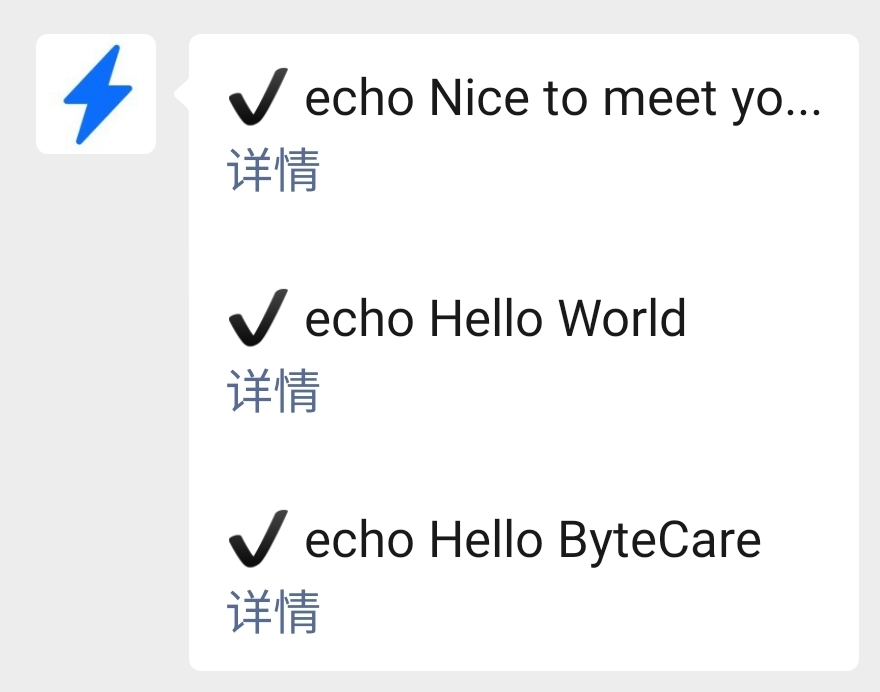 ✔ echo Nice to meet yo...
详情
✔ echo Hello World
详情
✔ echo Hello ByteCare
详情